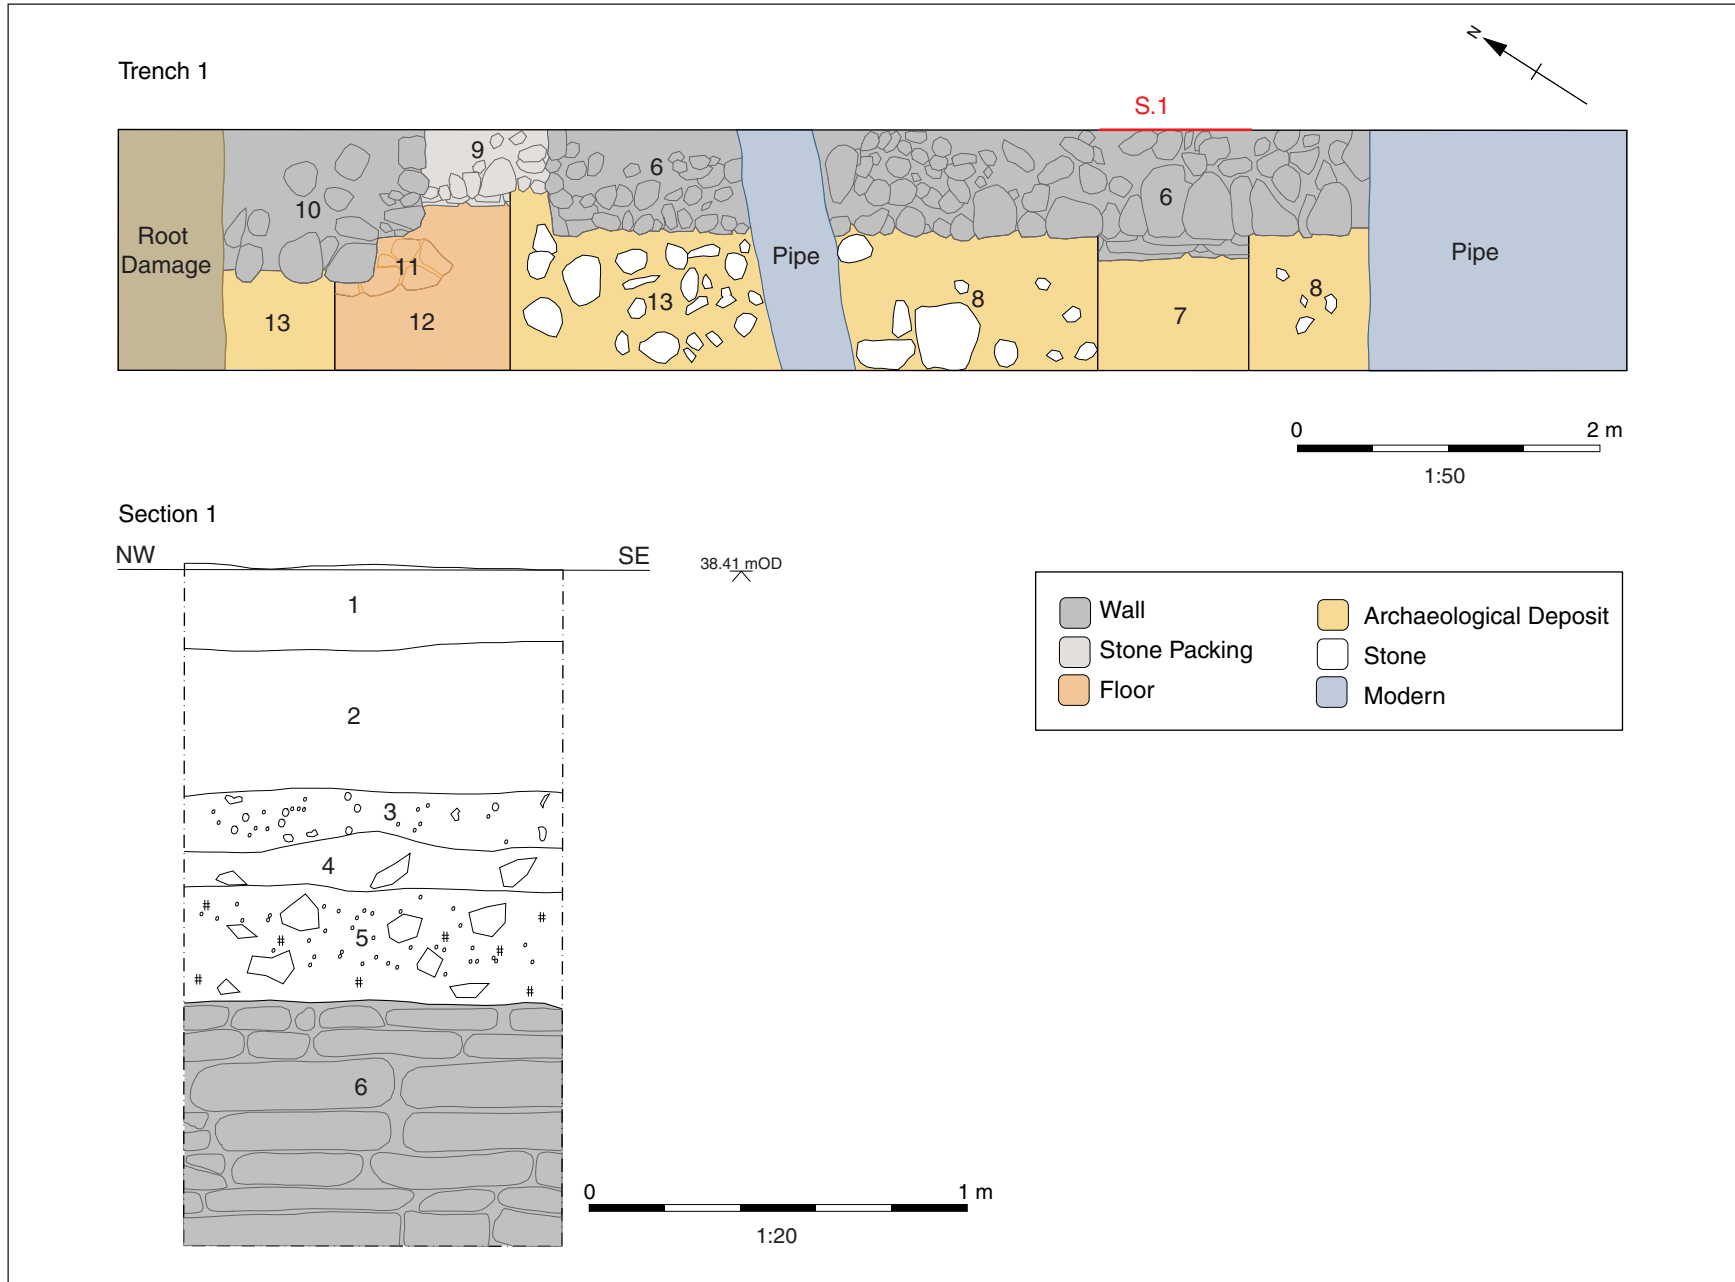 N
Trench 1
S.1
9
6
6
10
Root
Damage
11
Pipe
Pipe
13
12
13
8
7
8
0 2 m
1:50
Section 1
NW SE
38.41 mOD
1
2
3
4
5
6
Wall
Stone Packing
Floor
Archaeological Deposit
Stone
Modern
0 1 m
1:20